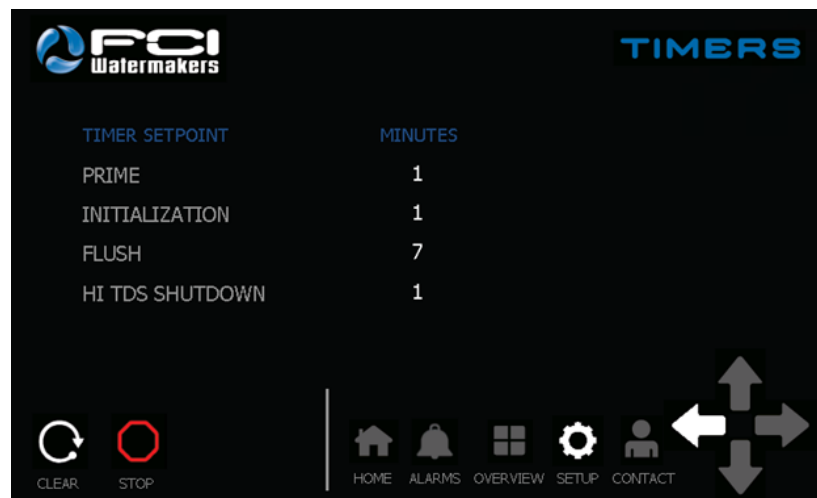 FCI
Watermakers
TIMERS
TIMER SETPOINT MINUTES
PRIME 1
INITIALIZATION 1
FLUSH 7
HI TDS SHUTDOWN 1
CLEAR STOP HOME ALARMS OVERVIEW SETUP CONTACT